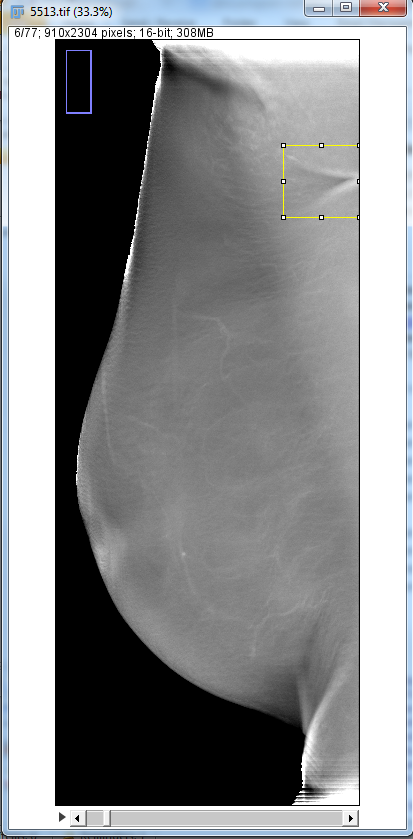 5513.tif (33.3%)
6/77; 910x2304 pixels; 16-bit; 308MB